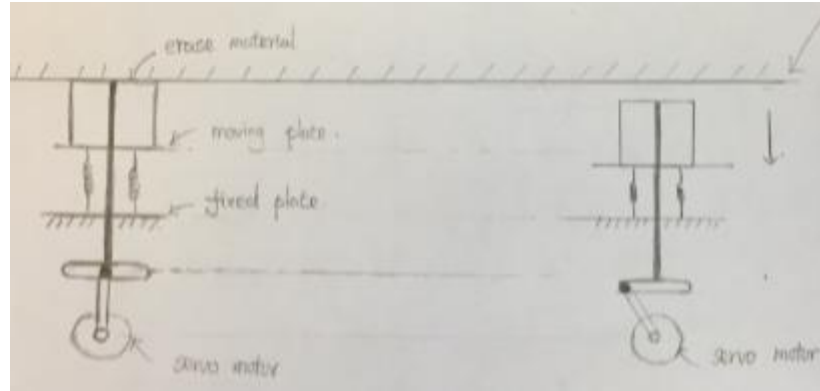 erase material
moving plate.
fixed plate
servo motor
servo motor